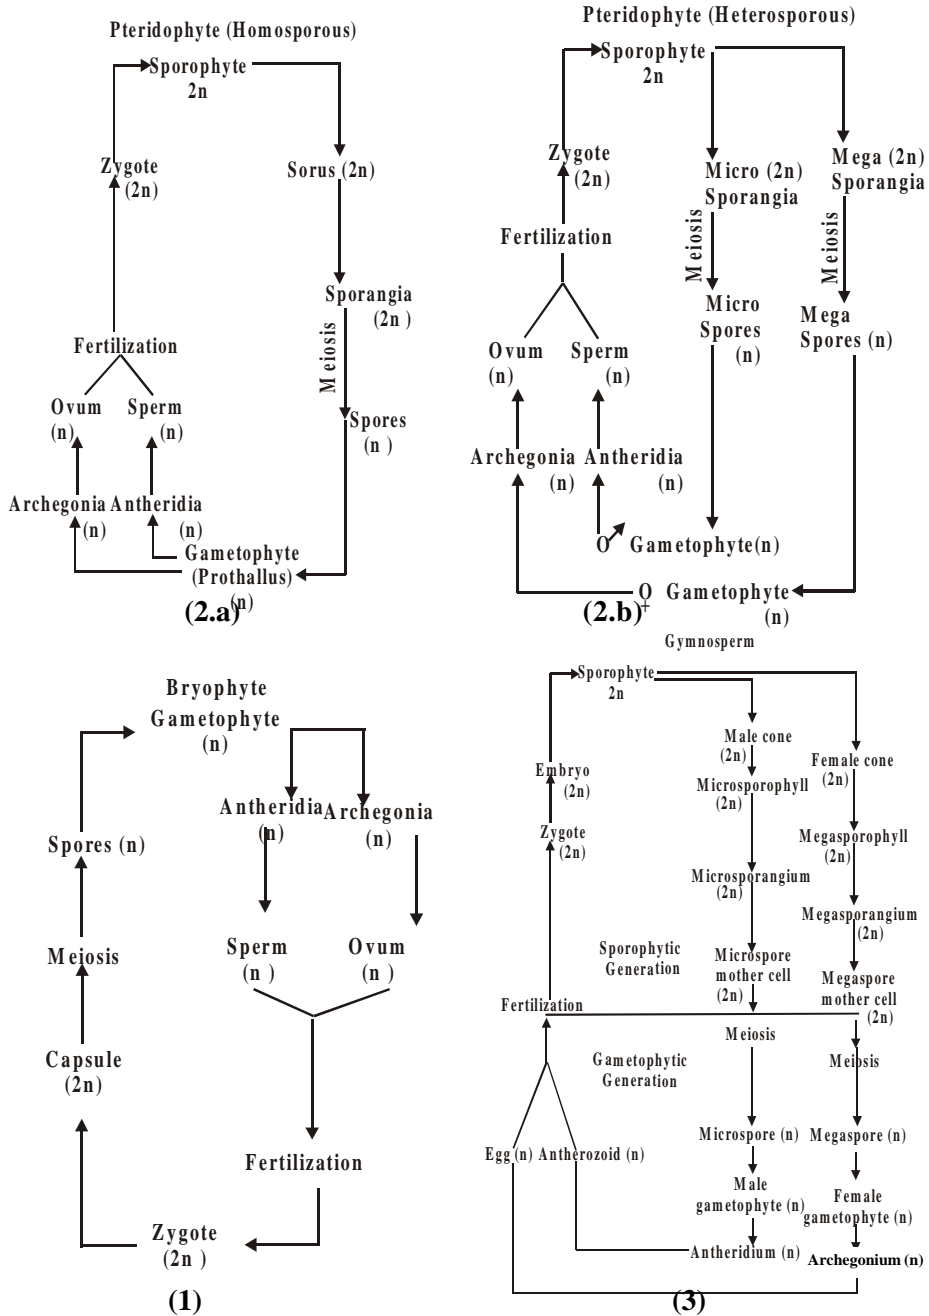 Pteridophyte (Homosporous)
Sporophyte
2n
Zygote
(2n)
Sorus (2n)
Sporangia
(2n)
Meiosis
Fertilization
Ovum
(n)
Sperm
(n)
Spores
(n)
Archegonia
(n)
Antheridia
(n)
Gametophyte
(Prothallus)
(n)
(2.a)
Pteridophyte (Heterosporous)
Sporophyte
2n
Zygote
(2n)
Micro (2n)
Sporangia
Mega (2n)
Sporangia
Fertilization
Meiosis
Meiosis
Micro
Spores
(n)
Mega
Spores (n)
Ovum
(n)
Sperm
(n)
Archegonia
(n)
Antheridia
(n)
Gametophyte(n)
Gametophyte
(n)
(2.b)
Bryophyte
Gametophyte
(n)
Antheridia
(n)
Archegonia
(n)
Spores (n)
Sperm
(n)
Ovum
(n)
Meiosis
Capsule
(2n)
Fertilization
Zygote
(2n)
(1)
Gymnosperm
Sporophyte
2n
Male cone
(2n)
Female cone
(2n)
Embryo
(2n)
Microsporophyll
(2n)
Zygote
(2n)
Megasporophyll
(2n)
Microsporangium
(2n)
Megasporangium
(2n)
Sporophytic
Generation
Microspore
mother cell
(2n)
Megaspore
mother cell
(2n)
Fertilization
Meiosis
Meiosis
Gametophytic
Generation
Egg (n)
Antherozoid (n)
Microspore (n)
Megaspore (n)
Male
gametophyte (n)
Female
gametophyte (n)
Antheridium (n)
Archegonium (n)
(3)